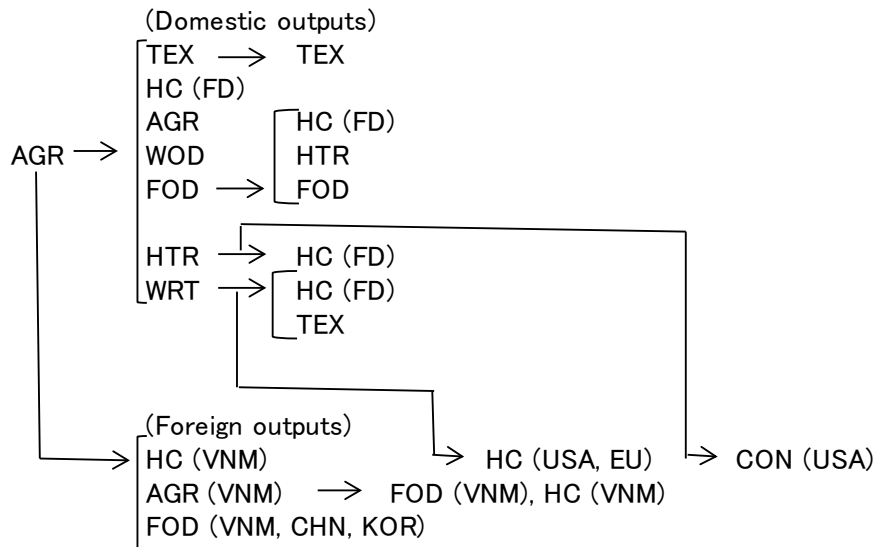 (Domestic outputs)
TEX TEX
HC (FD)
AGR HC (FD)
AGR WOD HTR
FOD FOD
HTR HC (FD)
WRT HC (FD)
TEX
(Foreign outputs)
HC (VNM) HC (USA, EU) CON (USA)
AGR (VNM) FOD (VNM), HC (VNM)
FOD (VNM, CHN, KOR)